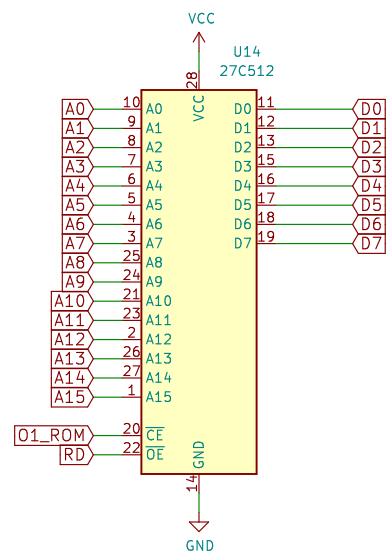 VCC
U14
27C512
28
VCC
A0 10 A0 D0 11 D0
A1 9 A1 D1 12 D1
A2 8 A2 D2 13 D2
A3 7 A3 D3 15 D3
A4 6 A4 D4 16 D4
A5 5 A5 D5 17 D5
A6 4 A6 D6 18 D6
A7 3 A7 D7 19 D7
A8 25 A8
A9 24 A9
A10 21 A10
A11 23 A11
A12 2 A12
A13 26 A13
A14 27 A14
A15 1 A15
O1_ROM 20 CE
RD 22 OE
GND
14
GND